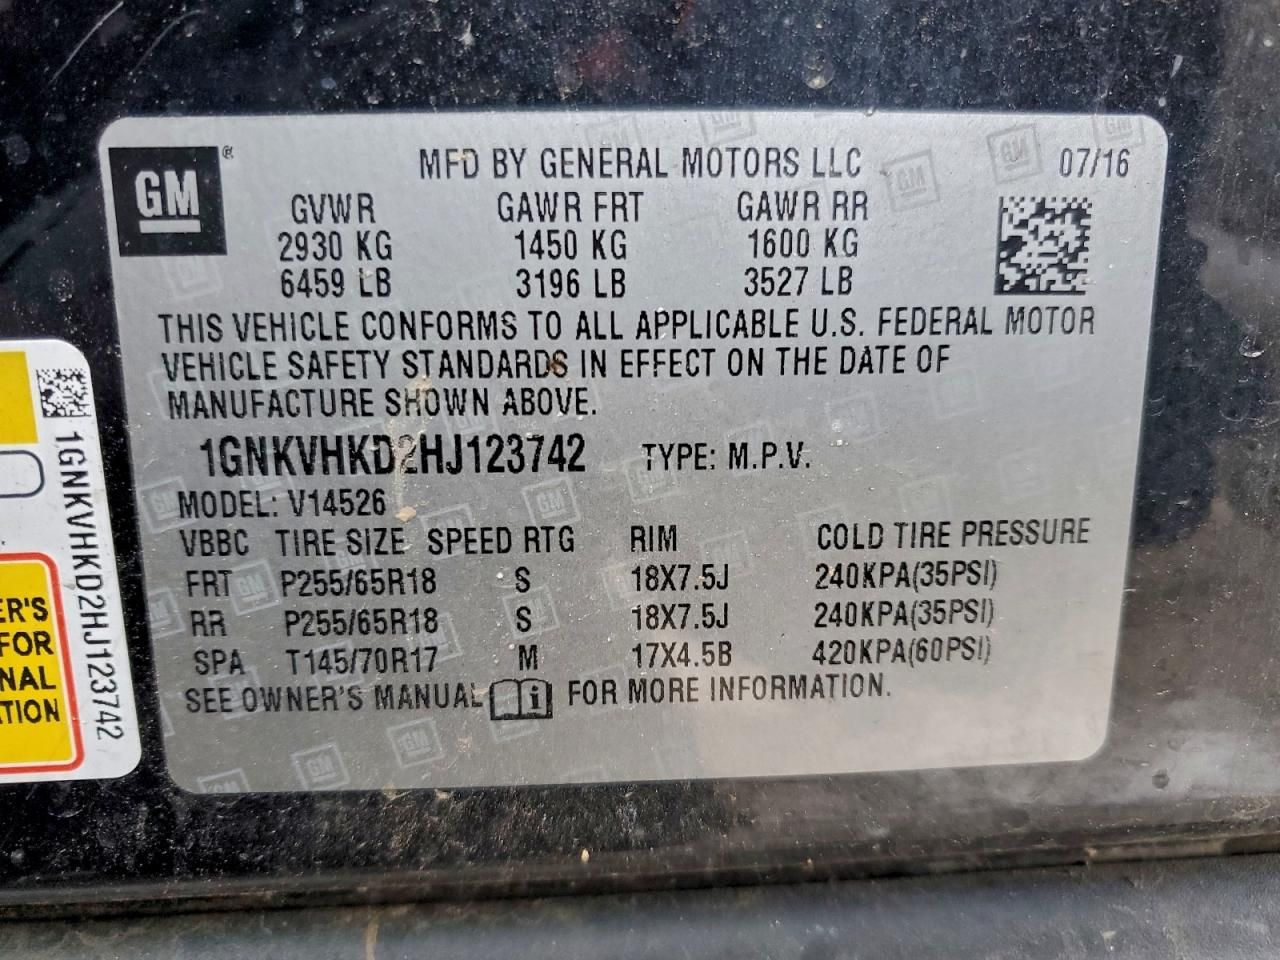 GM®
MFD BY GENERAL MOTORS LLC 07/16
GVWR GAWR FRT GAWR RR
2930 KG 1450 KG 1600 KG
6459 LB 3196 LB 3527 LB
THIS VEHICLE CONFORMS TO ALL APPLICABLE U.S. FEDERAL MOTOR
VEHICLE SAFETY STANDARDS IN EFFECT ON THE DATE OF
MANUFACTURE SHOWN ABOVE.
1GNKVHKD2HJ123742 TYPE: M.P.V.
MODEL: V14526
VBBC TIRE SIZE SPEED RTG RIM COLD TIRE PRESSURE
FRT P255/65R18 S 18X7.5J 240KPA(35PSI)
RR P255/65R18 S 18X7.5J 240KPA(35PSI)
SPA T145/70R17 M 17X4.5B 420KPA(60PSI)
SEE OWNER'S MANUAL i FOR MORE INFORMATION.
1GNKVHKD2HJ123742
ER'S
FOR
NAL
TION